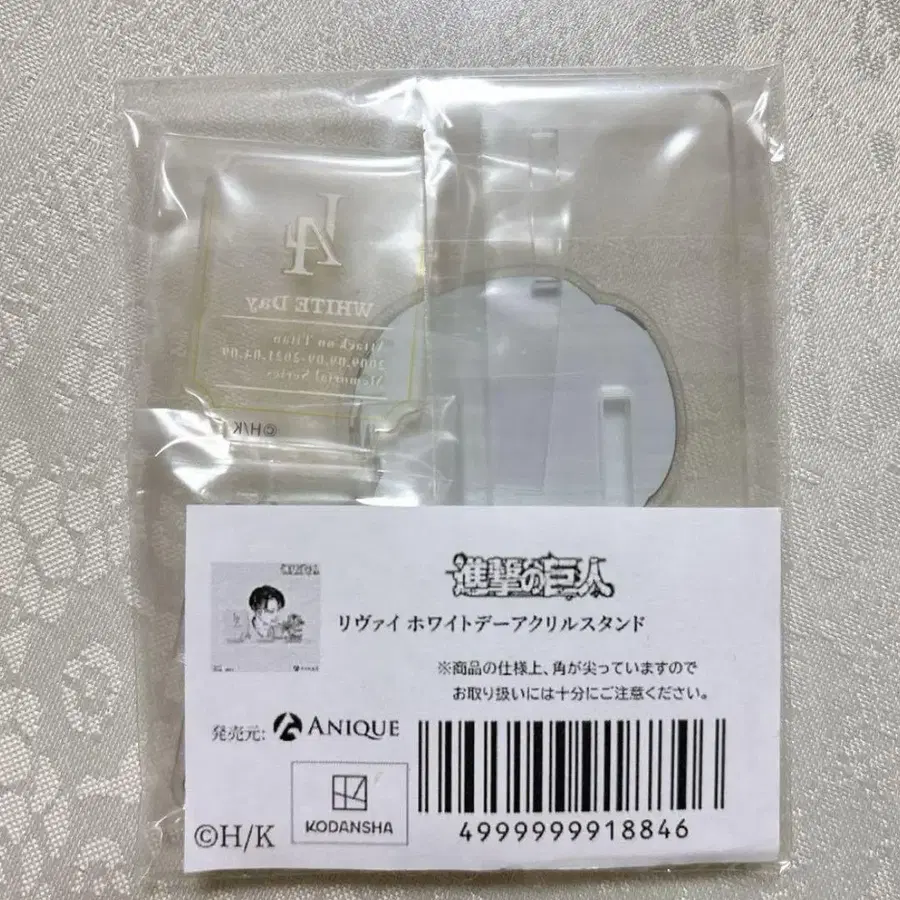 WHITE Day
Attack on Titan
2009.09.09-2021.04.09
Memorial Series
©H/K
進撃の巨人
リヴァイ ホワイトデーアクリルスタンド
※商品の仕様上、角が尖っていますので
お取り扱いには十分にご注意ください。
発売元: ANIQUE
KODANSHA
4999999918846
©H/K